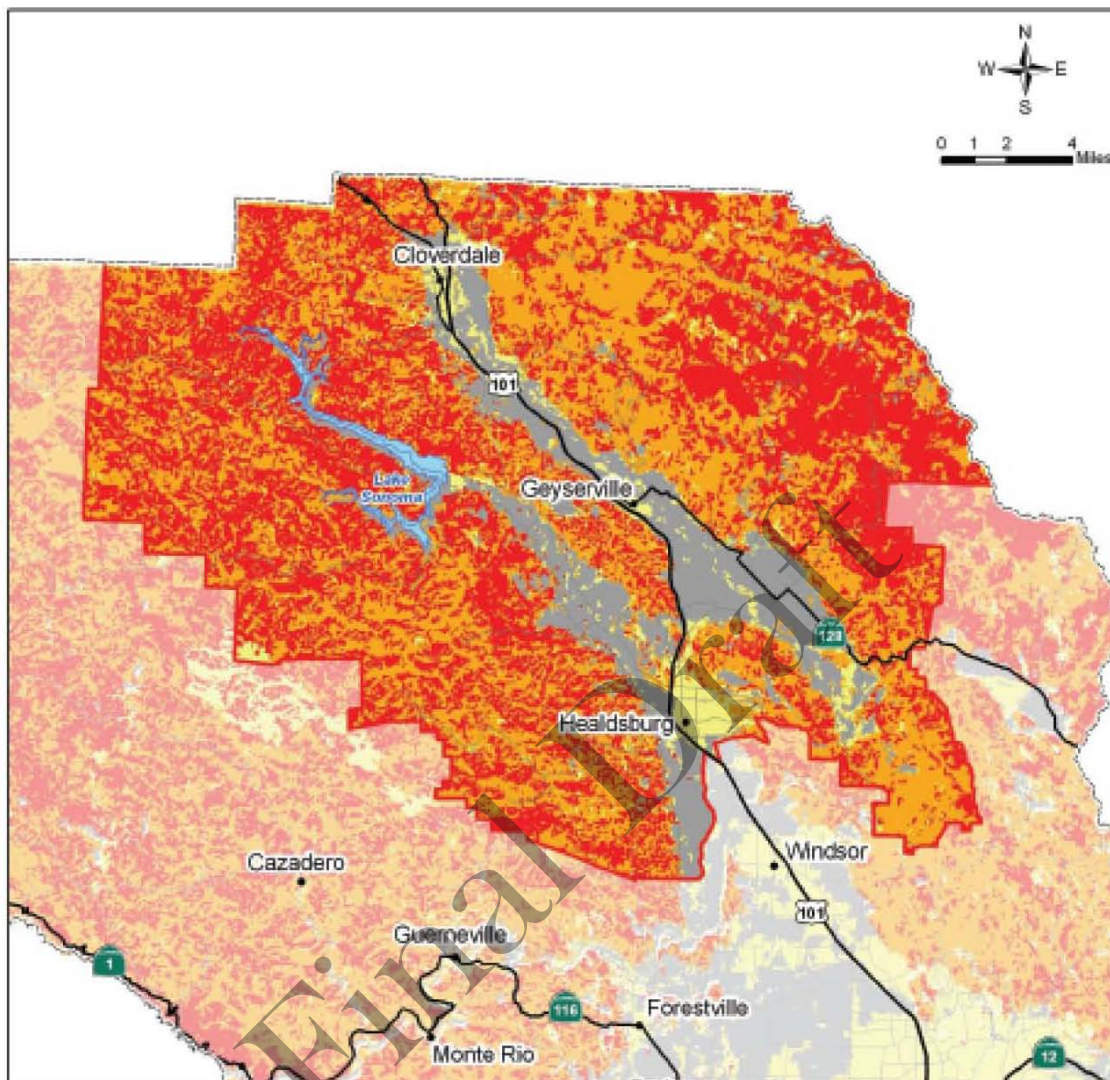 N
W E
S
0 1 2 4
Miles
Cloverdale
101
Lake
Sonoma
Geyserville
128
Healdsburg
Cazadero
Windsor
101
Guerneville
1
116
Forestville
Monte Rio
12
Final Draft